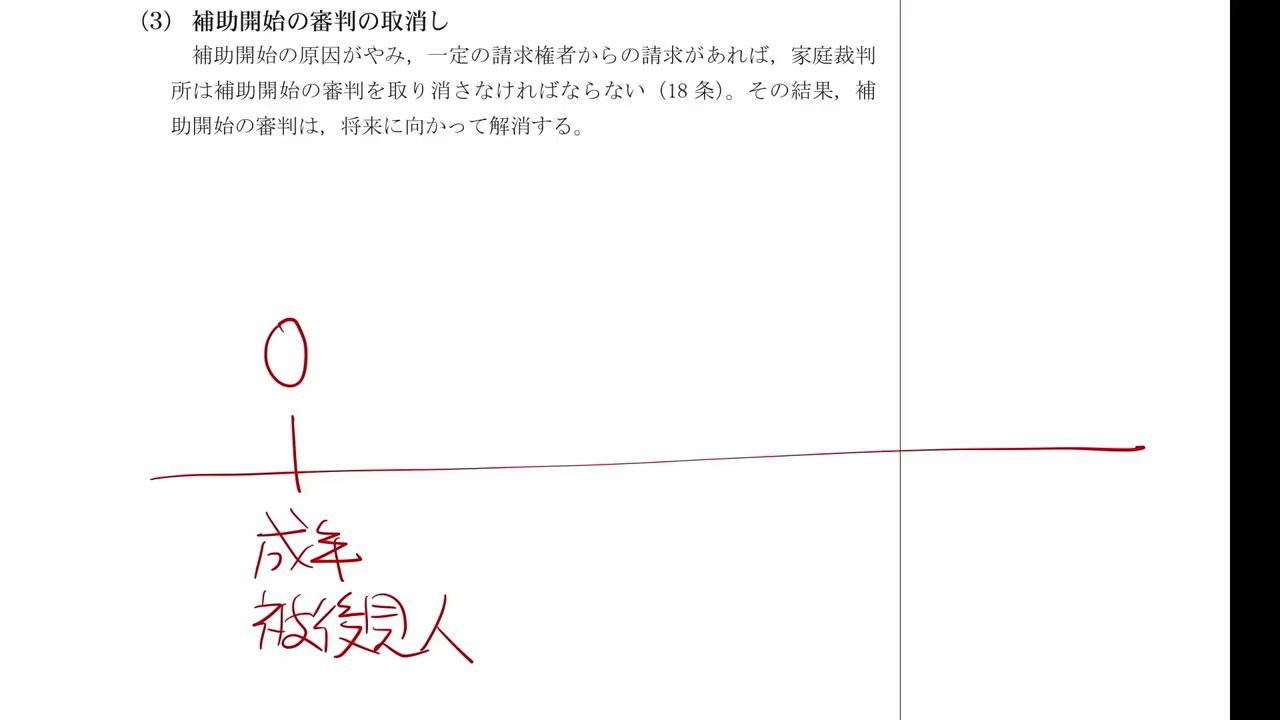 （3） 補助開始の審判の取消し
補助開始の原因がやみ，一定の請求権者からの請求があれば，家庭裁判
所は補助開始の審判を取り消さなければならない（18 条）。その結果，補
助開始の審判は，将来に向かって解消する。
0
成年
被後見人